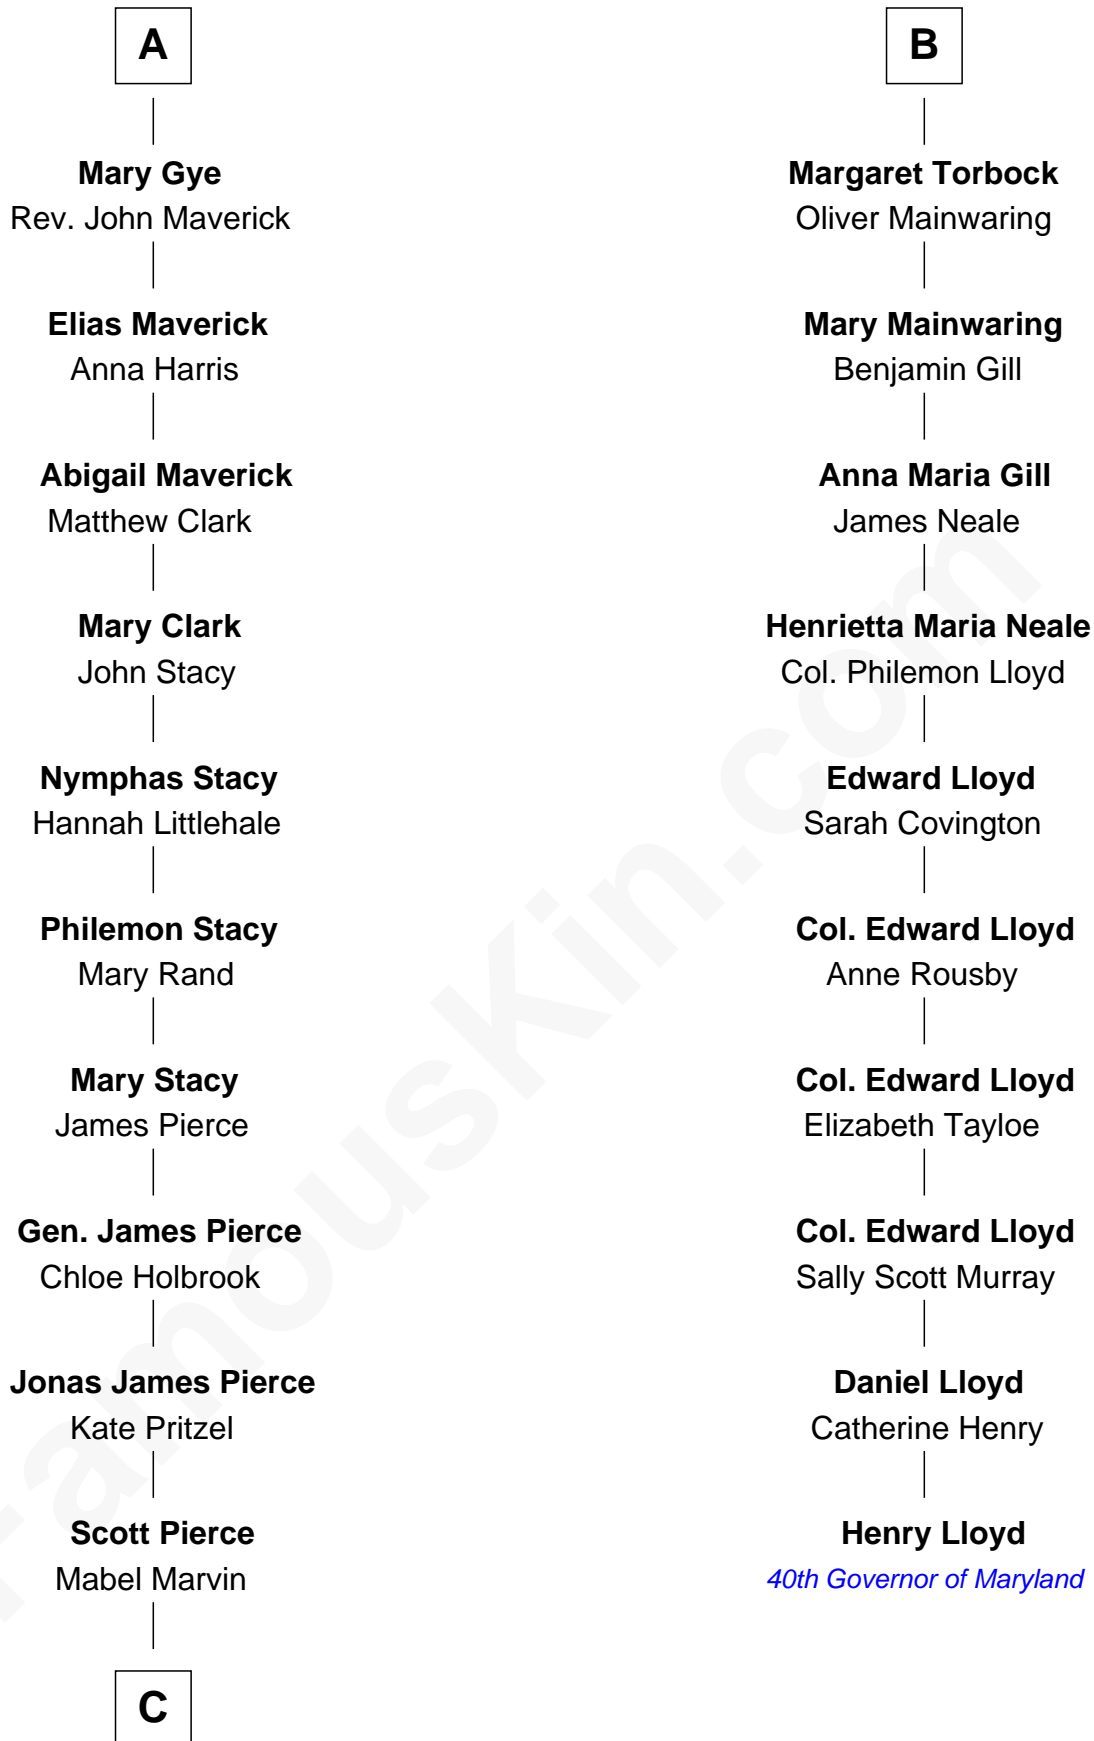 A
Mary Gye
Rev. John Maverick
Elias Maverick
Anna Harris
Abigail Maverick
Matthew Clark
Mary Clark
John Stacy
Nymphas Stacy
Hannah Littlehale
Philemon Stacy
Mary Rand
Mary Stacy
James Pierce
Gen. James Pierce
Chloe Holbrook
Jonas James Pierce
Kate Pritzel
Scott Pierce
Mabel Marvin
C
B
Margaret Torbock
Oliver Mainwaring
Mary Mainwaring
Benjamin Gill
Anna Maria Gill
James Neale
Henrietta Maria Neale
Col. Philemon Lloyd
Edward Lloyd
Sarah Covington
Col. Edward Lloyd
Anne Rousby
Col. Edward Lloyd
Elizabeth Tayloe
Col. Edward Lloyd
Sally Scott Murray
Daniel Lloyd
Catherine Henry
Henry Lloyd
40th Governor of Maryland
FamousKin.com